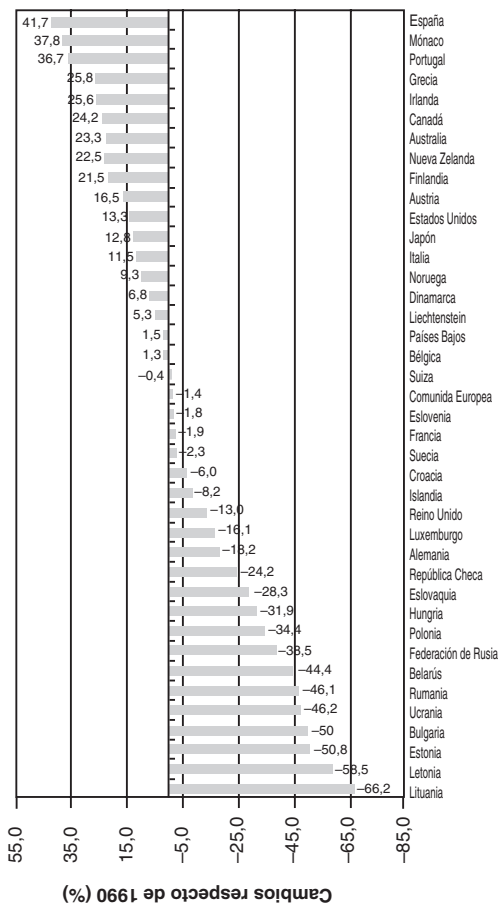 41,7 España
37,8 Mónaco
36,7 Portugal
25,8 Grecia
25,6 Irlanda
24,2 Canadá
23,3 Australia
22,5 Nueva Zelanda
21,5 Finlandia
16,5 Austria
13,3 Estados Unidos
12,8 Japón
11,5 Italia
9,3 Noruega
6,8 Dinamarca
5,3 Liechtenstein
1,5 Países Bajos
1,3 Bélgica
–0,4 Suiza
–1,4 Comunida Europea
–1,8 Eslovenia
–1,9 Francia
–2,3 Suecia
–6,0 Croacia
–8,2 Islandia
–13,0 Reino Unido
–16,1 Luxemburgo
–18,2 Alemania
–24,2 República Checa
–28,3 Eslovaquia
–31,9 Hungria
–34,4 Polonia
–38,5 Federación de Rusia
–44,4 Belarús
–46,1 Rumania
–46,2 Ucrania
–50 Bulgaria
–50,8 Estonia
–58,5 Letonia
–66,2 Lituania
55,0
35,0
15,0
–5,0
–25,0
–45,0
–65,0
–85,0
Cambios respecto de 1990 (%)